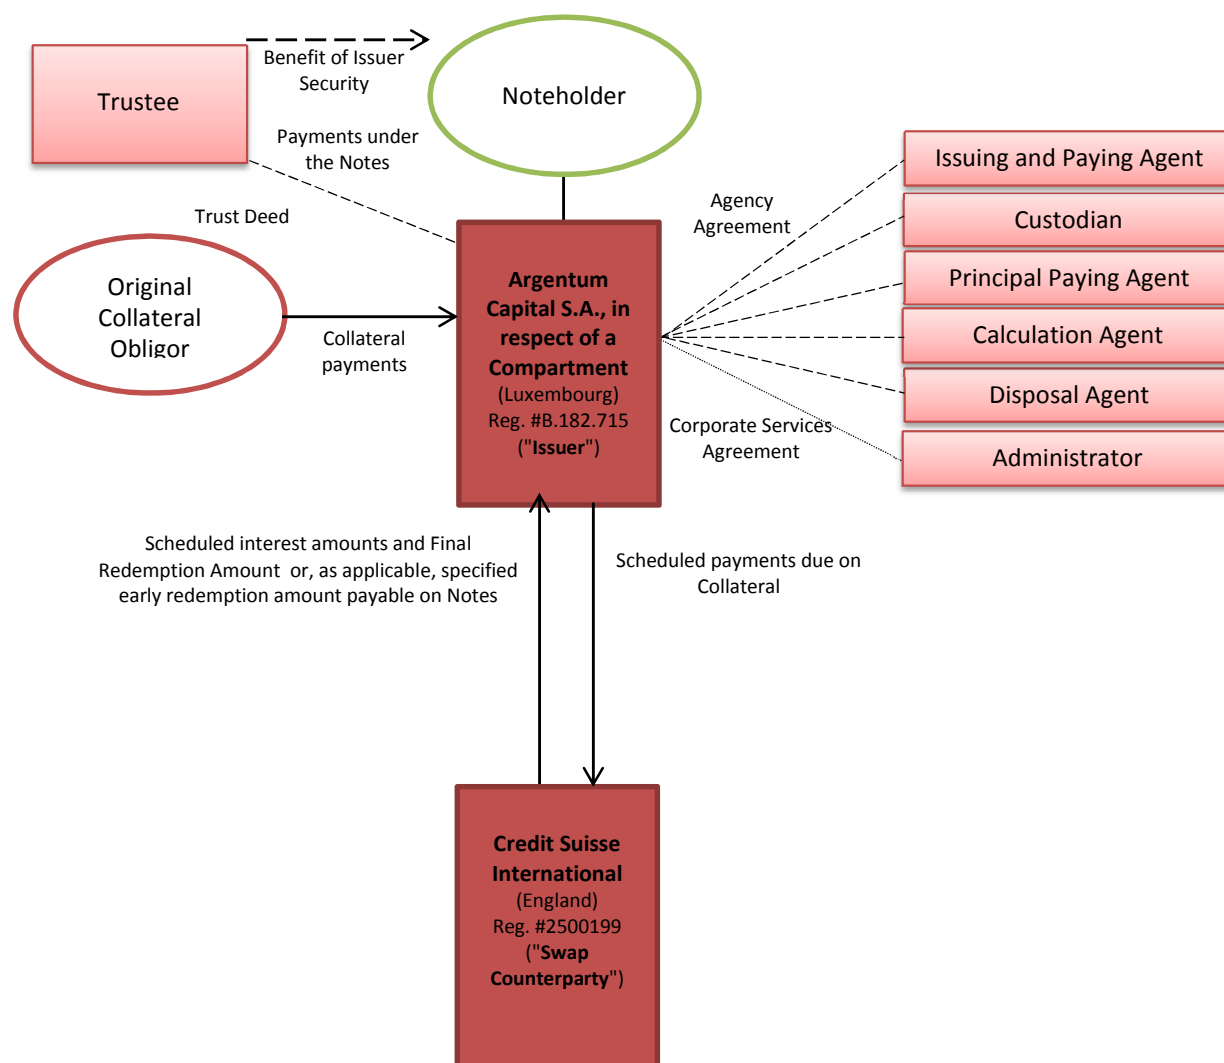 Trustee
Benefit of Issuer
Security
Noteholder
Payments under
the Notes
Trust Deed
Original
Collateral
Obligor
Collateral
payments
Argentum
Capital S.A., in
respect of a
Compartment
(Luxembourg)
Reg. #B.182.715
("Issuer")
Agency
Agreement
Corporate Services
Agreement
Issuing and Paying Agent
Custodian
Principal Paying Agent
Calculation Agent
Disposal Agent
Administrator
Scheduled interest amounts and Final
Redemption Amount or, as applicable, specified
early redemption amount payable on Notes
Scheduled payments due on
Collateral
Credit Suisse
International
(England)
Reg. #2500199
("Swap
Counterparty")